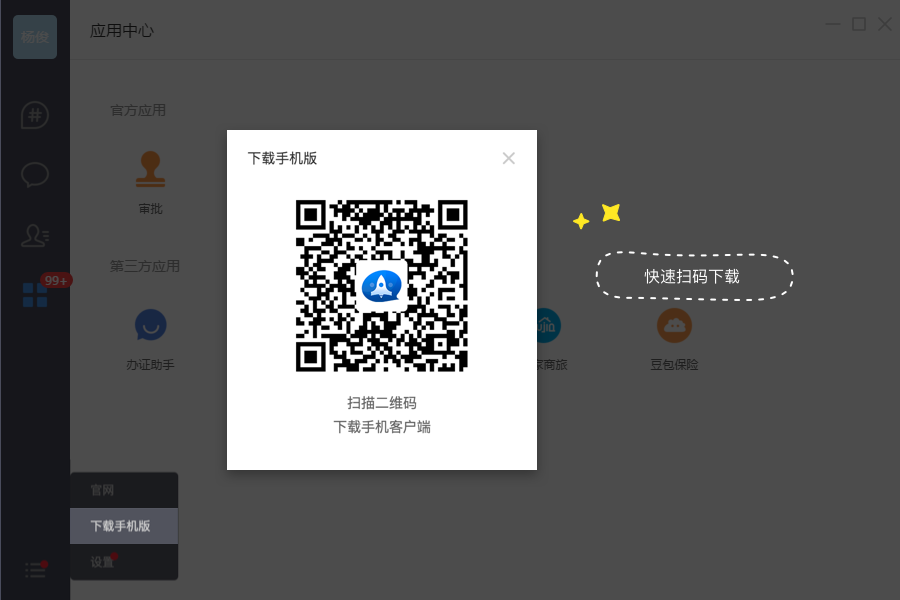 杨俊
应用中心
官方应用
审批
第三方应用
99+
办证助手
家商旅
豆包保险
下载手机版
扫描二维码
下载手机客户端
快速扫码下载
官网
下载手机版
设置